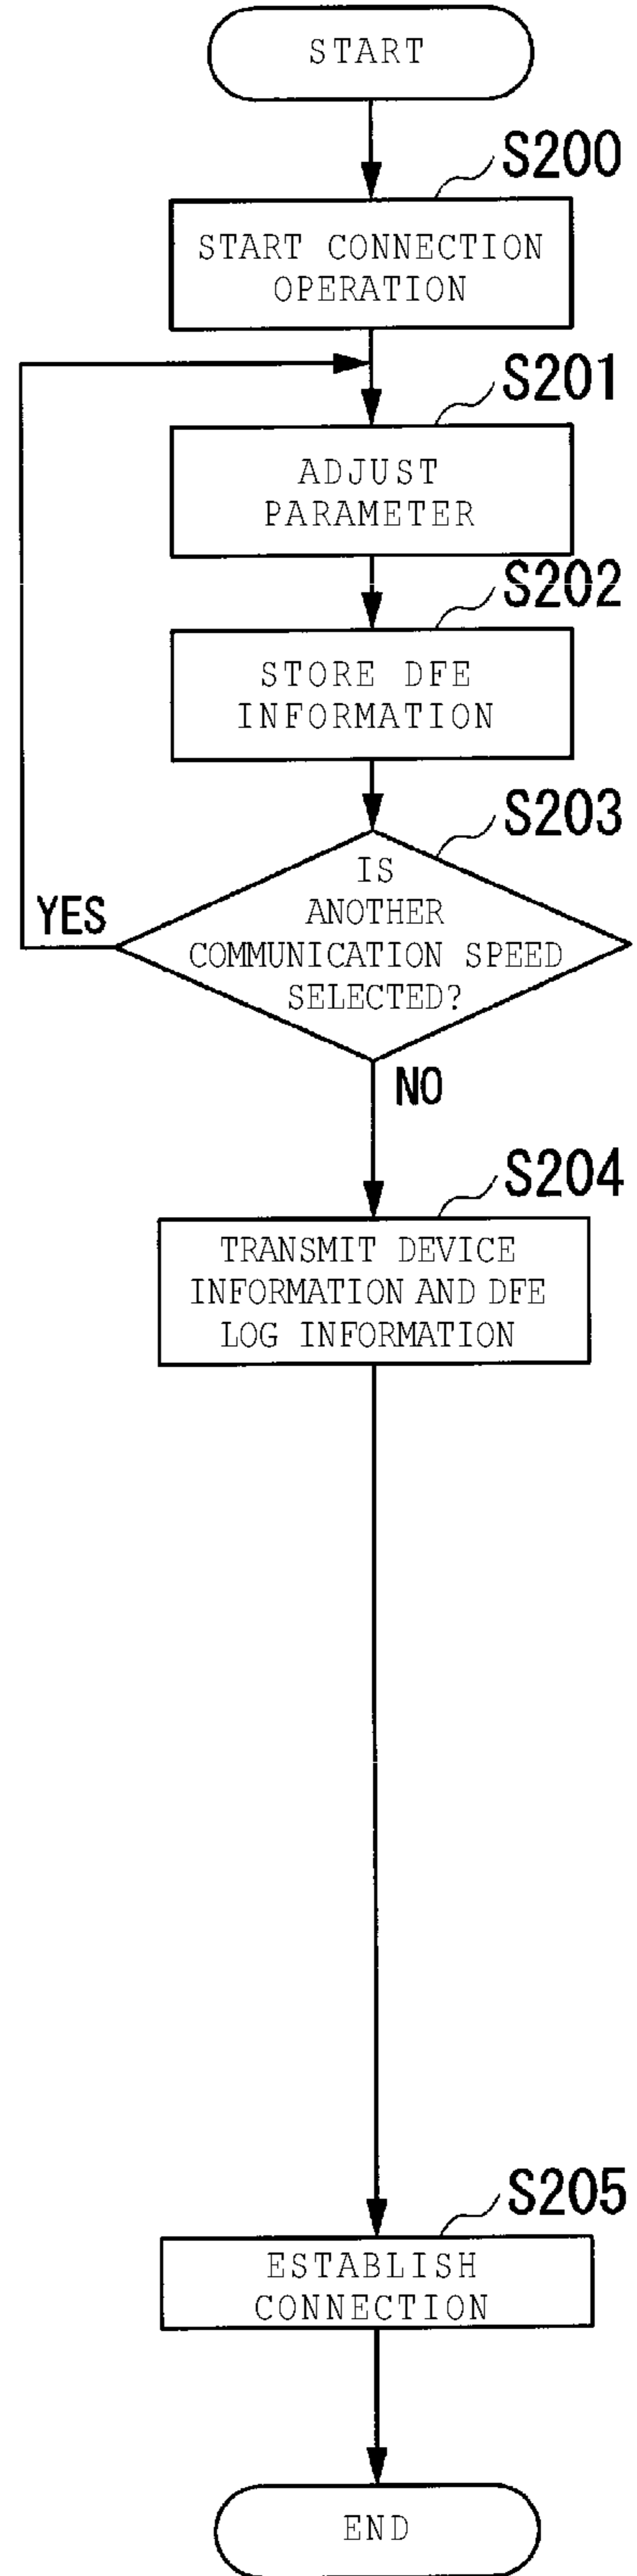 START
S200
START CONNECTION
OPERATION
S201
ADJUST
PARAMETER
S202
STORE DFE
INFORMATION
S203
IS
ANOTHER
COMMUNICATION SPEED
SELECTED?
YES
NO
S204
TRANSMIT DEVICE
INFORMATION AND DFE
LOG INFORMATION
S205
ESTABLISH
CONNECTION
END